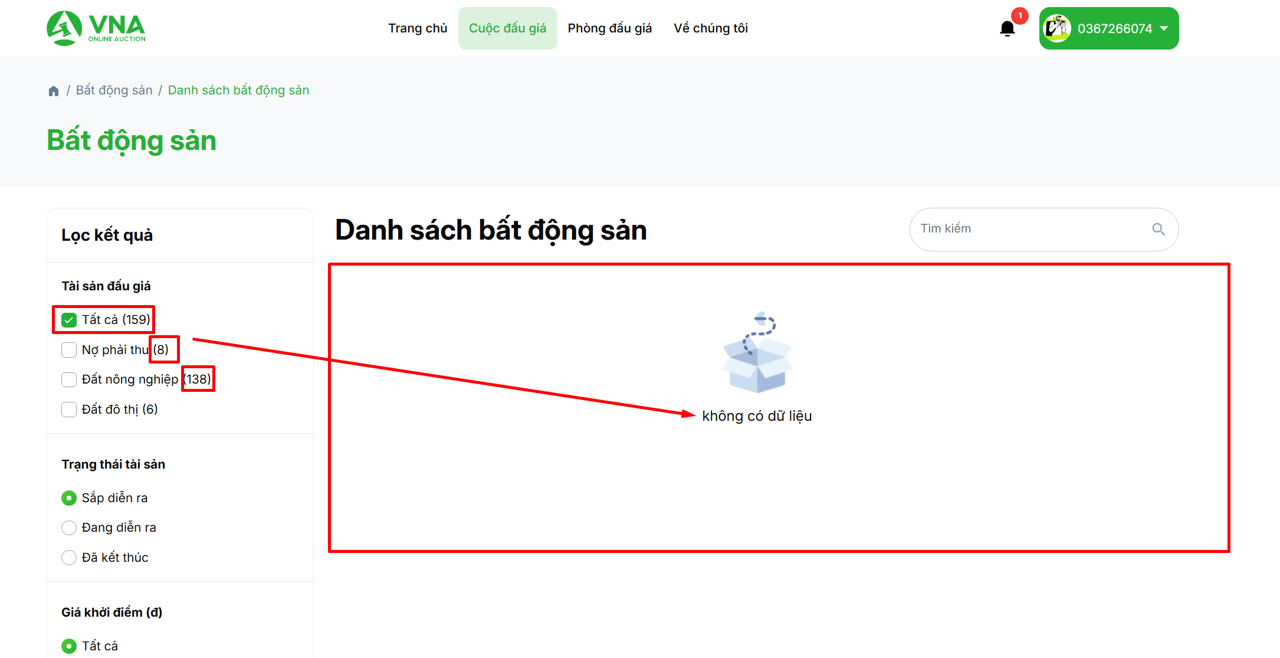 VNA
ONLINE AUCTION
Trang chủ
Cuộc đấu giá
Phòng đấu giá
Về chúng tôi
1
0367266074
/ Bất động sản / Danh sách bất động sản
Bất động sản
Lọc kết quả
Tài sản đấu giá
Tất cả (159)
Nợ phải thu (8)
Đất nông nghiệp (138)
Đất đô thị (6)
Trạng thái tài sản
Sắp diễn ra
Đang diễn ra
Đã kết thúc
Giá khởi điểm (đ)
Tất cả
Danh sách bất động sản
Tìm kiếm
không có dữ liệu